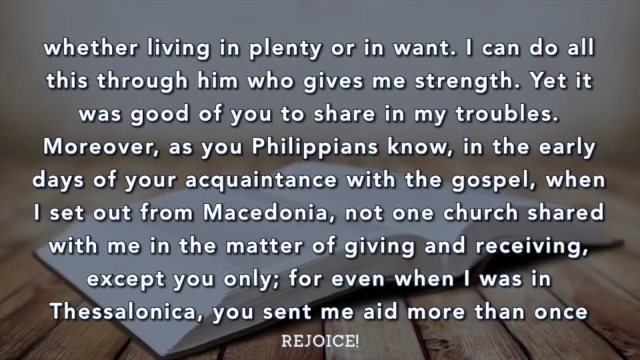 whether living in plenty or in want. I can do all
this through him who gives me strength. Yet it
was good of you to share in my troubles.
Moreover, as you Philippians know, in the early
days of your acquaintance with the gospel, when
I set out from Macedonia, not one church shared
with me in the matter of giving and receiving,
except you only; for even when I was in
Thessalonica, you sent me aid more than once
REJOICE!